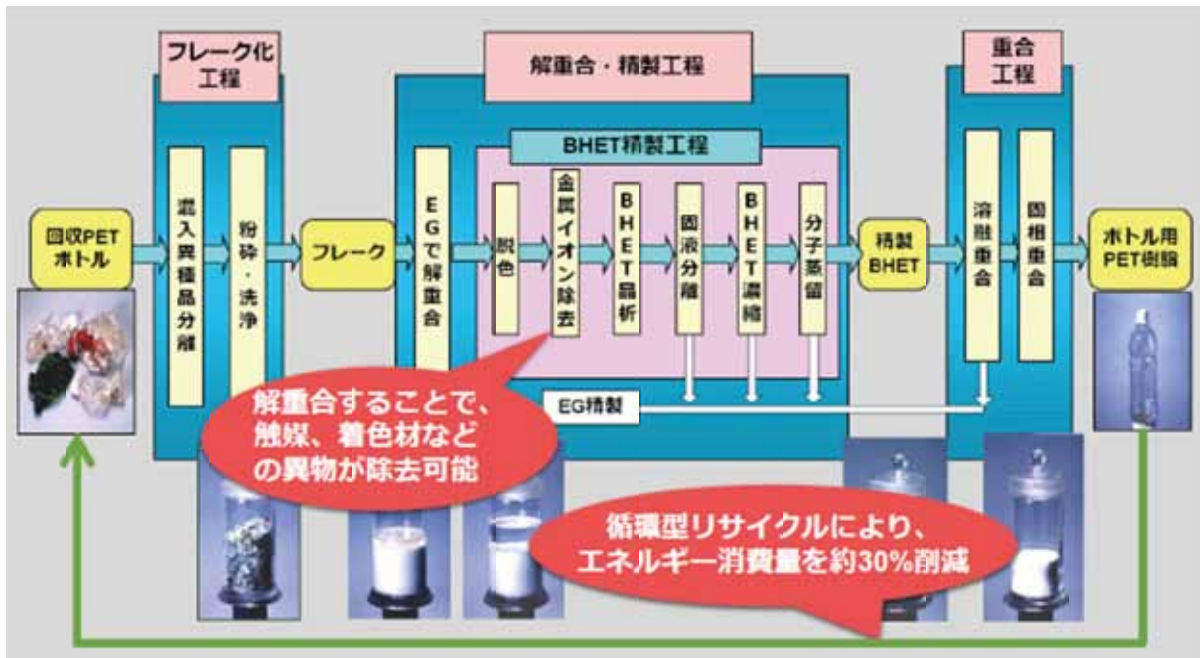 フレーク化
工程
解重合・精製工程
重合
工程
BHET精製工程
回収PET
ボトル
混入異種品分離
粉砕・洗浄
フレーク
EGで解重合
脱色
金属イオン除去
BHET晶析
固液分離
BHET濃縮
分子蒸留
精製
BHET
溶融重合
固相重合
ボトル用
PET樹脂
EG精製
解重合することで、
触媒、着色材など
の異物が除去可能
循環型リサイクルにより、
エネルギー消費量を約30%削減